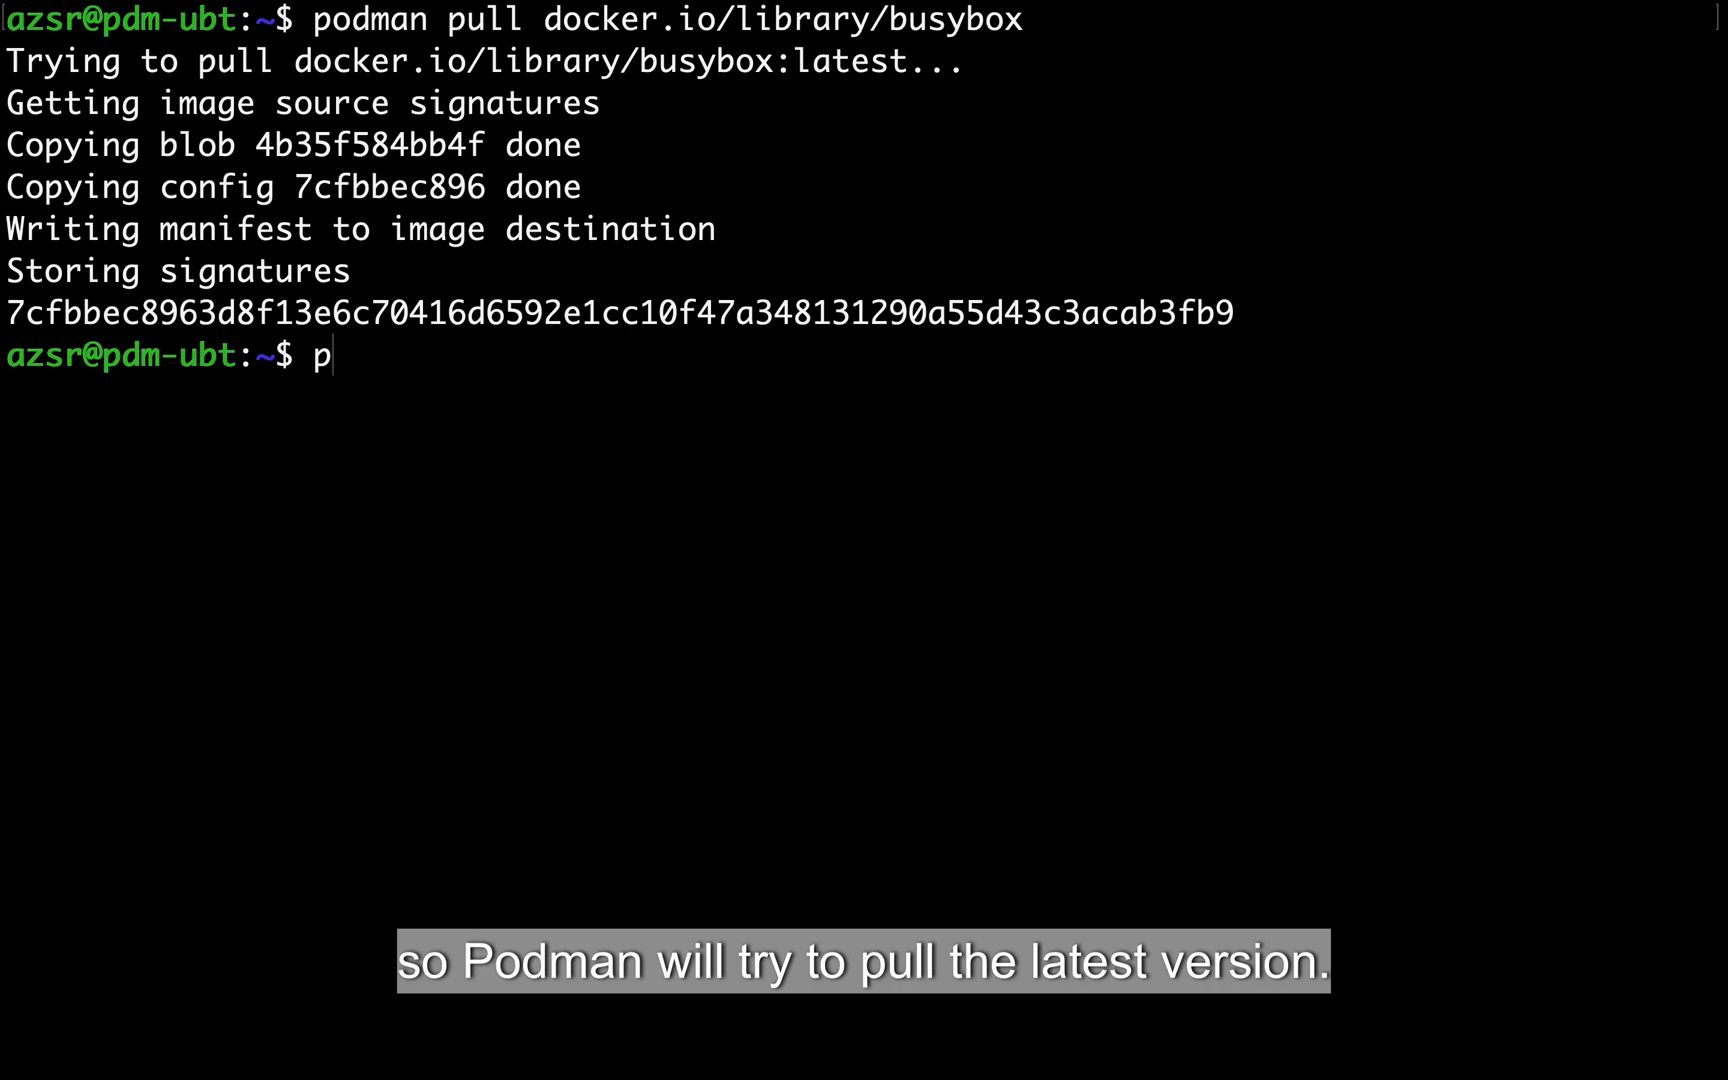 azsr@pdm-ubt:~$ podman pull docker.io/library/busybox
Trying to pull docker.io/library/busybox:latest...
Getting image source signatures
Copying blob 4b35f584bb4f done
Copying config 7cfbbec896 done
Writing manifest to image destination
Storing signatures
7cfbbec8963d8f13e6c70416d6592e1cc10f47a348131290a55d43c3acab3fb9
azsr@pdm-ubt:~$ p
so Podman will try to pull the latest version.